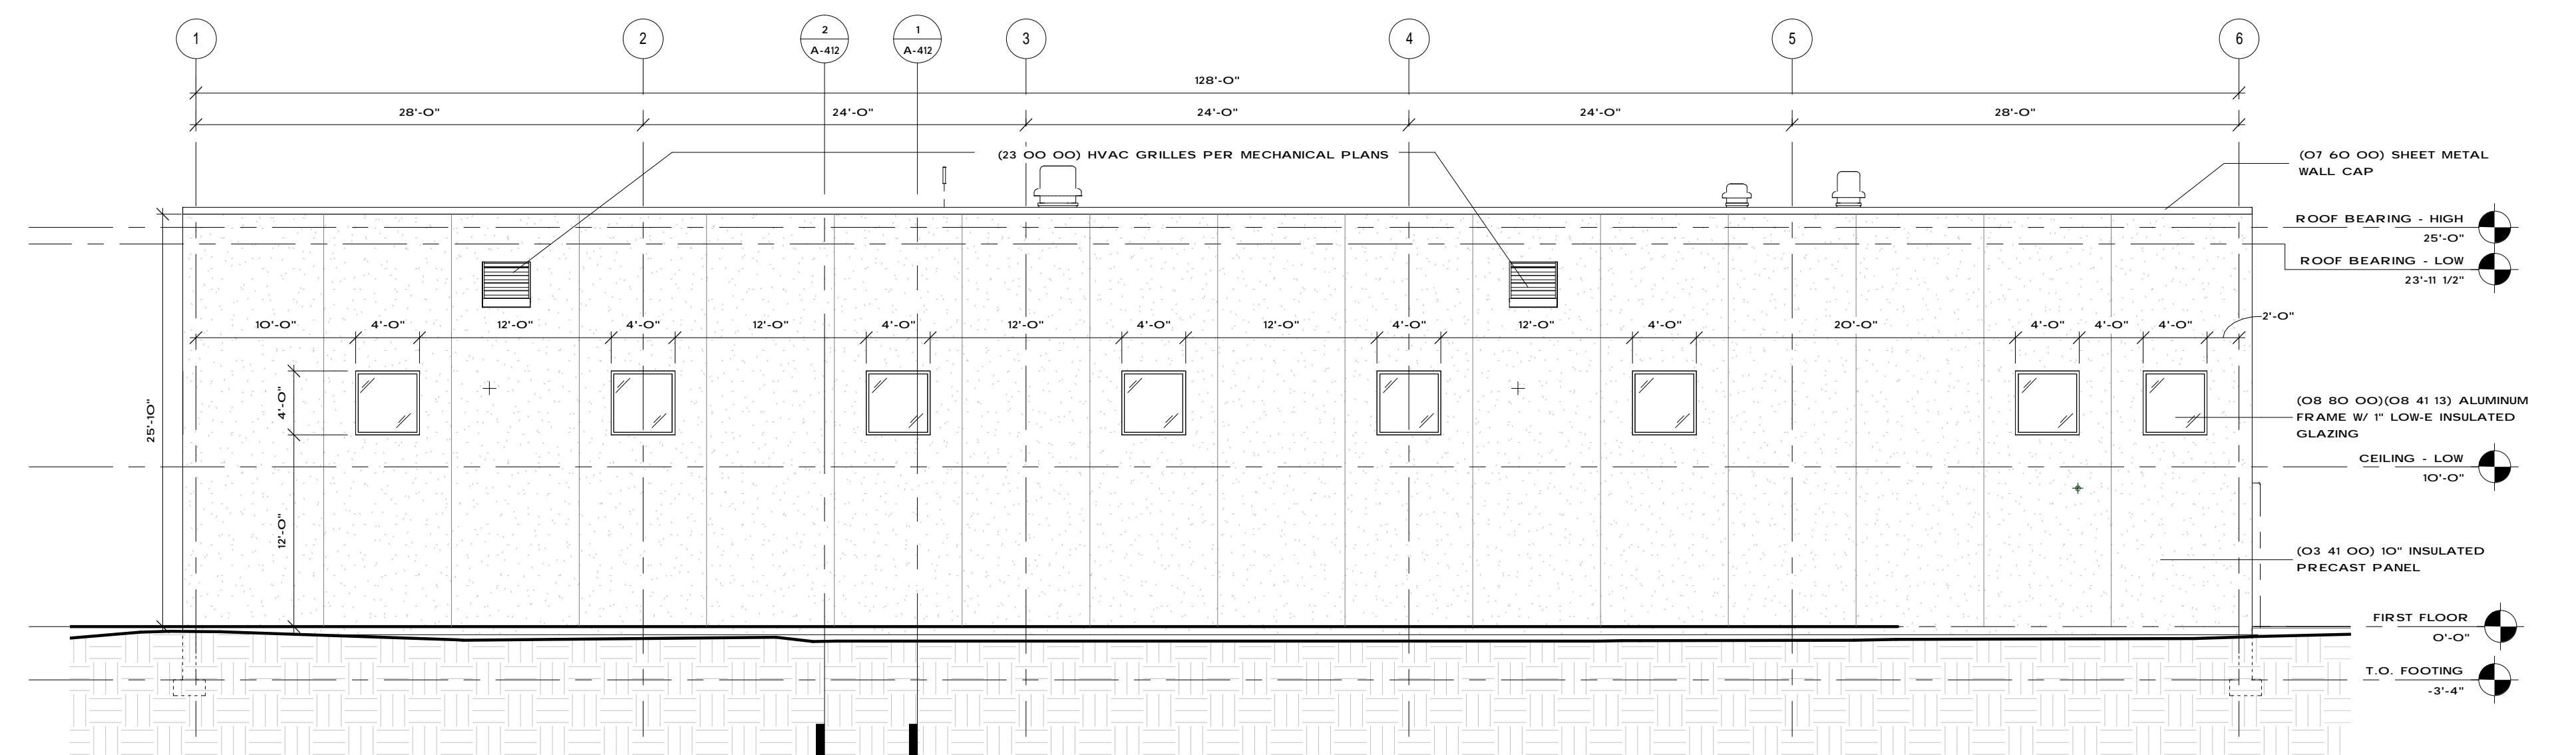 1
2
2
A-412
1
A-412
3
4
5
6
128'-0"
28'-0"
24'-0"
24'-0"
24'-0"
28'-0"
(23 00 00) HVAC GRILLES PER MECHANICAL PLANS
(07 60 00) SHEET METAL
WALL CAP
ROOF BEARING - HIGH
25'-0"
ROOF BEARING - LOW
23'-11 1/2"
10'-0"
4'-0"
12'-0"
4'-0"
12'-0"
4'-0"
12'-0"
4'-0"
12'-0"
4'-0"
12'-0"
4'-0"
20'-0"
4'-0"
4'-0"
4'-0"
2'-0"
25'-10"
4'-0"
12'-0"
(08 80 00)(08 41 13) ALUMINUM
FRAME W/ 1" LOW-E INSULATED
GLAZING
CEILING - LOW
10'-0"
(03 41 00) 10" INSULATED
PRECAST PANEL
FIRST FLOOR
0'-0"
T.O. FOOTING
-3'-4"